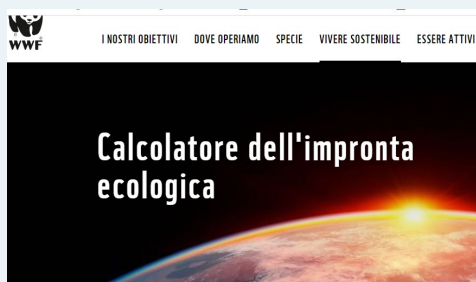 WWF
I NOSTRI OBIETTIVI DOVE OPERIAMO SPECIE VIVERE SOSTENIBILE ESSERE ATTIVI
Calcolatore dell'impronta
ecologica